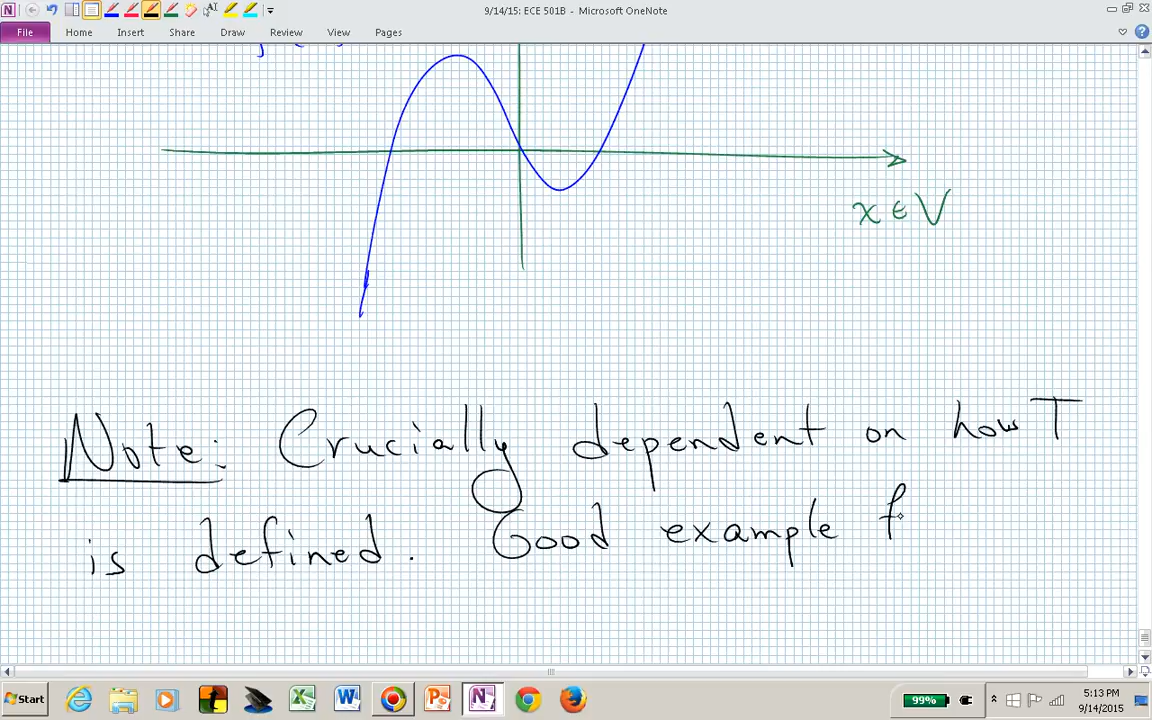 9/14/15: ECE 501B - Microsoft OneNote
File Home Insert Share Draw Review View Pages
x ∈ V
Note: Crucially dependent on how T
is defined. Good example f
Start
99%
5:13 PM
9/14/2015